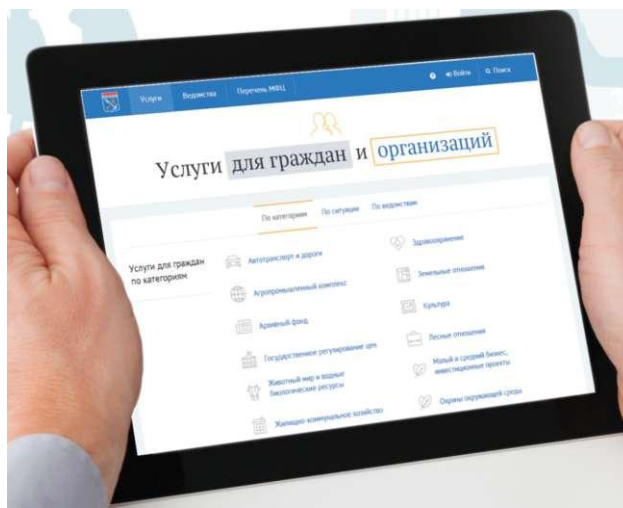 Услуги Ведомства Перечень МФЦ Войти Поиск
Услуги для граждан и организаций
По категориям По ситуации По ведомствам
Услуги для граждан
по категориям
Автотранспорт и дороги
Агропромышленный комплекс
Архивный фонд
Государственное регулирование цен
Животный мир и водные
биологические ресурсы
Жилищно-коммунальное хозяйство
Здравоохранение
Земельные отношения
Культура
Лесные отношения
Малый и средний бизнес,
инвестиционные проекты
Охрана окружающей среды